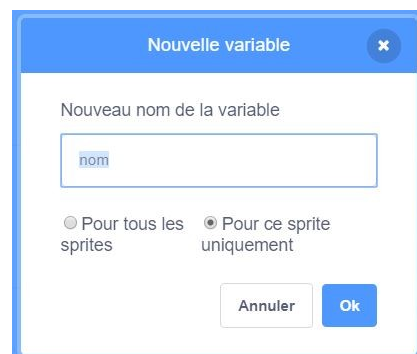 Nouvelle variable
Nouveau nom de la variable
nom
Pour tous les sprites
Pour ce sprite uniquement
Annuler
Ok